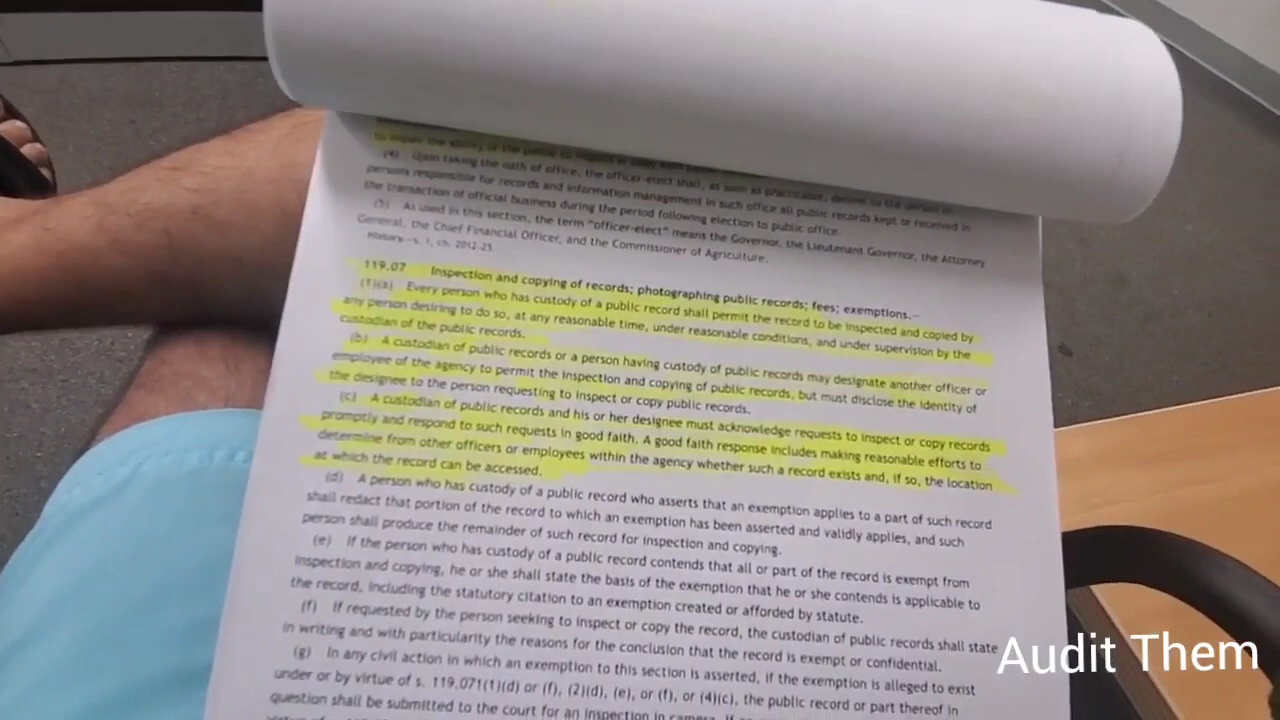 to impair the ability of the public to inspect or copy
(4) Upon taking the oath of office, the officer-elect shall, as soon as practicable, deliver to the person or
persons responsible for records and information management in such office all public records kept or received in
the transaction of official business during the period following election to public office.
(5) As used in this section, the term "officer-elect" means the Governor, the Lieutenant Governor, the Attorney
General, the Chief Financial Officer, and the Commissioner of Agriculture.
History.—s. 1, ch. 2012-25.
119.07 Inspection and copying of records; photographing public records; fees; exemptions.—
(1)(a) Every person who has custody of a public record shall permit the record to be inspected and copied by
any person desiring to do so, at any reasonable time, under reasonable conditions, and under supervision by the
custodian of the public records.
(b) A custodian of public records or a person having custody of public records may designate another officer or
employee of the agency to permit the inspection and copying of public records, but must disclose the identity of
the designee to the person requesting to inspect or copy public records.
(c) A custodian of public records and his or her designee must acknowledge requests to inspect or copy records
promptly and respond to such requests in good faith. A good faith response includes making reasonable efforts to
determine from other officers or employees within the agency whether such a record exists and, if so, the location
at which the record can be accessed.
(d) A person who has custody of a public record who asserts that an exemption applies to a part of such record
shall redact that portion of the record to which an exemption has been asserted and validly applies, and such
person shall produce the remainder of such record for inspection and copying.
(e) If the person who has custody of a public record contends that all or part of the record is exempt from
inspection and copying, he or she shall state the basis of the exemption that he or she contends is applicable to
the record, including the statutory citation to an exemption created or afforded by statute.
(f) If requested by the person seeking to inspect or copy the record, the custodian of public records shall state
in writing and with particularity the reasons for the conclusion that the record is exempt or confidential.
(g) In any civil action in which an exemption to this section is asserted, if the exemption is alleged to exist
under or by virtue of s. 119.071(1)(d) or (f), (2)(d), (e), or (f), or (4)(c), the public record or part thereof in
question shall be submitted to the court for an inspection in camera.
Audit Them